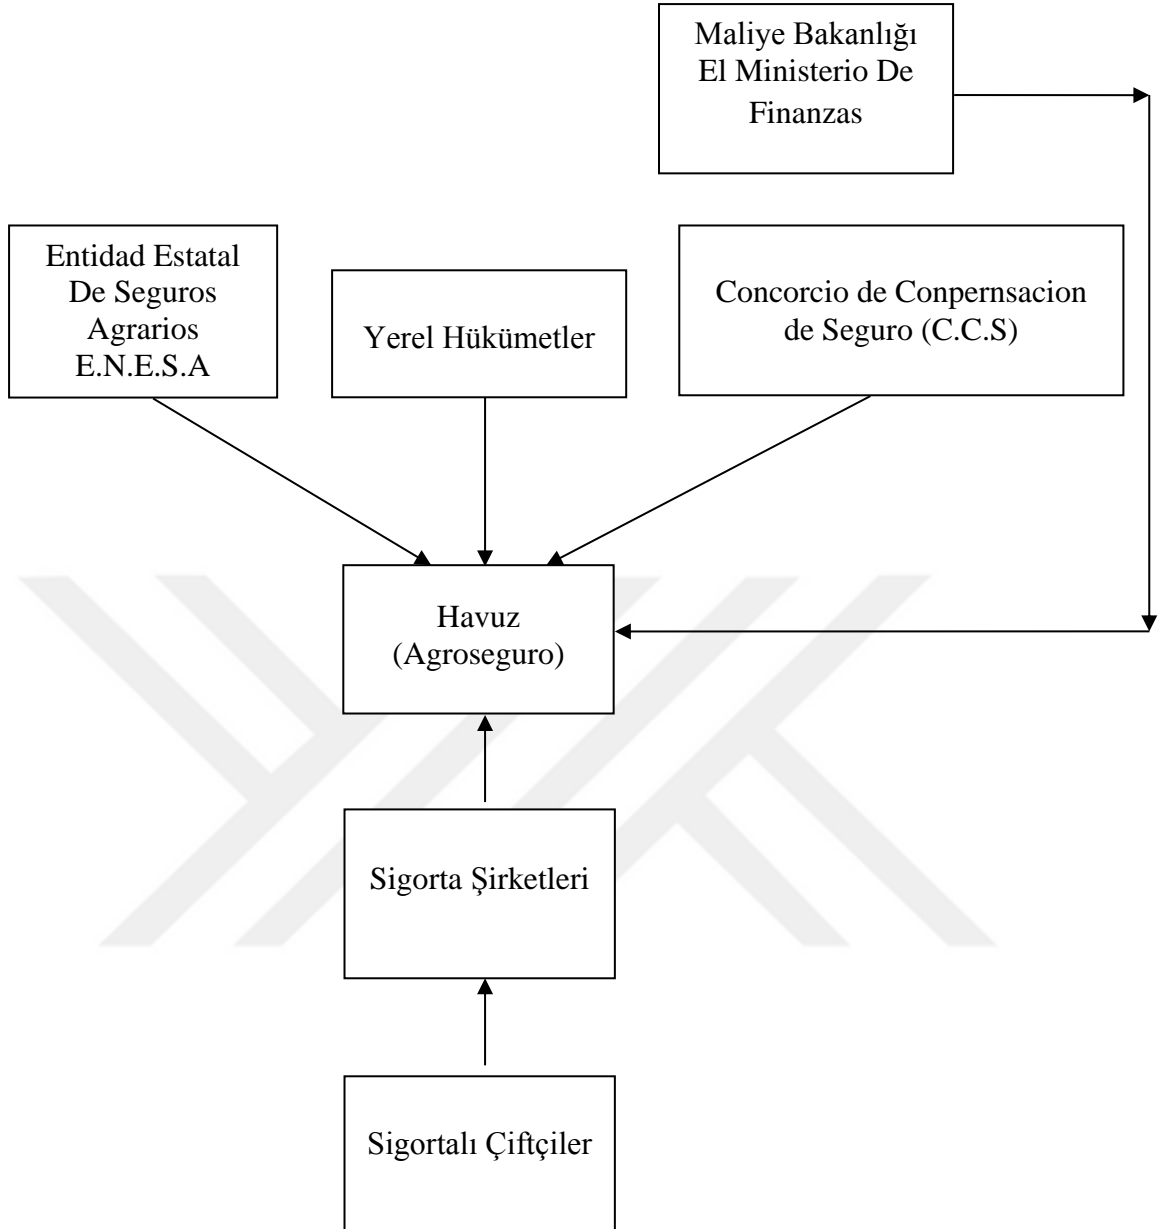 Maliye Bakanlığı
El Ministerio De
Finanzas
Entidad Estatal
De Seguros
Agrarios
E.N.E.S.A
Yerel Hükümetler
Concorcio de Conpernsacion
de Seguro (C.C.S)
Havuz
(Agroseguro)
Sigorta Şirketleri
Sigortalı Çiftçiler